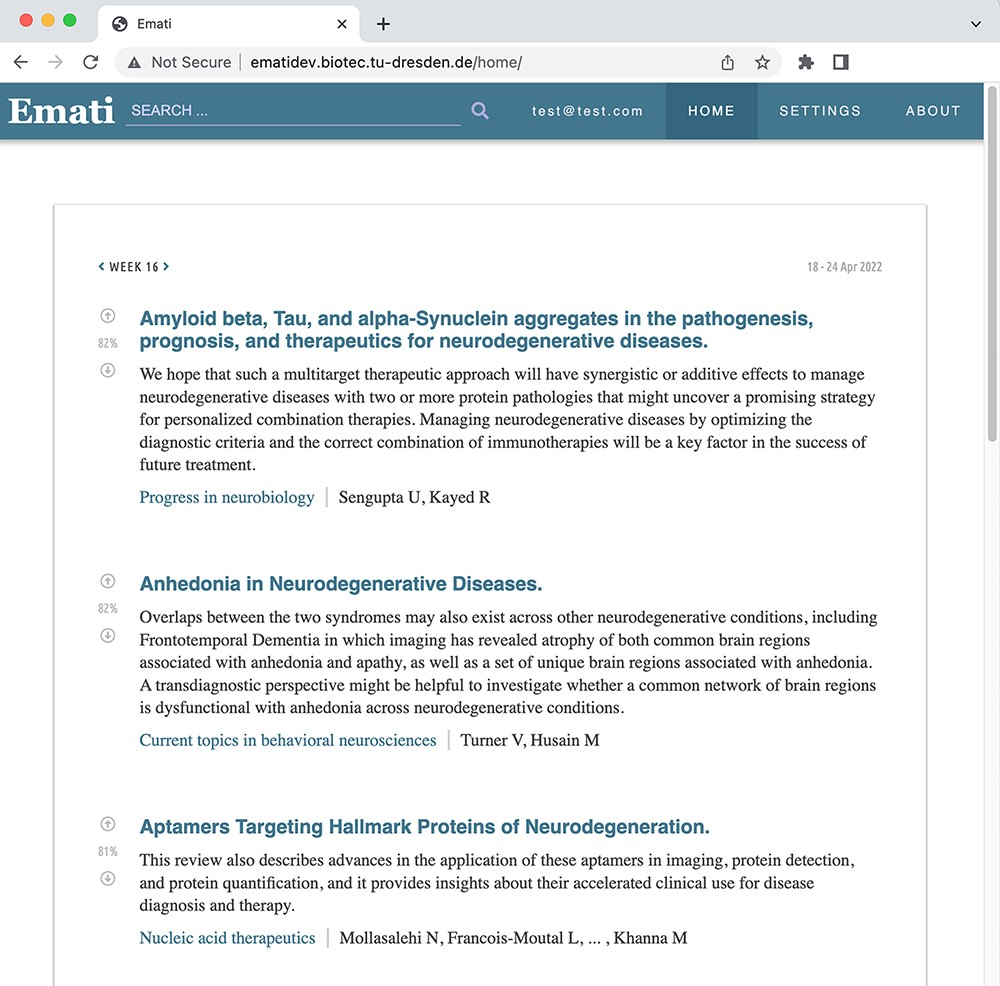 Emati
Not Secure ematidev.biotec.tu-dresden.de/home/
Emati SEARCH ... test@test.com HOME SETTINGS ABOUT
WEEK 16 18 - 24 Apr 2022
Amyloid beta, Tau, and alpha-Synuclein aggregates in the pathogenesis,
82% prognosis, and therapeutics for neurodegenerative diseases.
We hope that such a multitarget therapeutic approach will have synergistic or additive effects to manage
neurodegenerative diseases with two or more protein pathologies that might uncover a promising strategy
for personalized combination therapies. Managing neurodegenerative diseases by optimizing the
diagnostic criteria and the correct combination of immunotherapies will be a key factor in the success of
future treatment.
Progress in neurobiology | Sengupta U, Kayed R
Anhedonia in Neurodegenerative Diseases.
82%
Overlaps between the two syndromes may also exist across other neurodegenerative conditions, including
Frontotemporal Dementia in which imaging has revealed atrophy of both common brain regions
associated with anhedonia and apathy, as well as a set of unique brain regions associated with anhedonia.
A transdiagnostic perspective might be helpful to investigate whether a common network of brain regions
is dysfunctional with anhedonia across neurodegenerative conditions.
Current topics in behavioral neurosciences | Turner V, Husain M
Aptamers Targeting Hallmark Proteins of Neurodegeneration.
81%
This review also describes advances in the application of these aptamers in imaging, protein detection,
and protein quantification, and it provides insights about their accelerated clinical use for disease
diagnosis and therapy.
Nucleic acid therapeutics | Mollasalehi N, Francois-Moutal L, ... , Khanna M